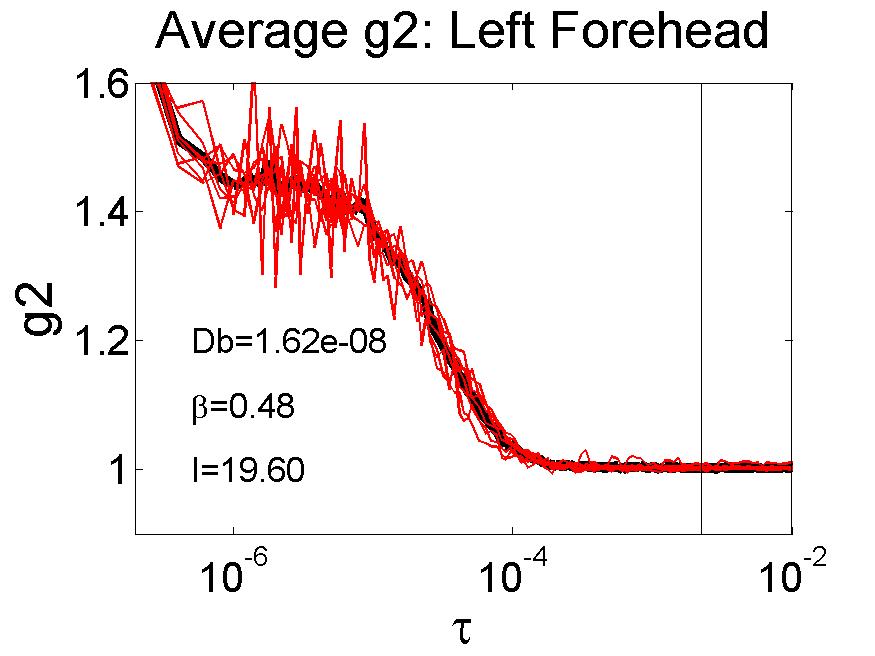 Average g2: Left Forehead
1.6
1.4
1.2
1
g2
Db=1.62e-08
β=0.48
I=19.60
10^-6
10^-4
10^-2
τ